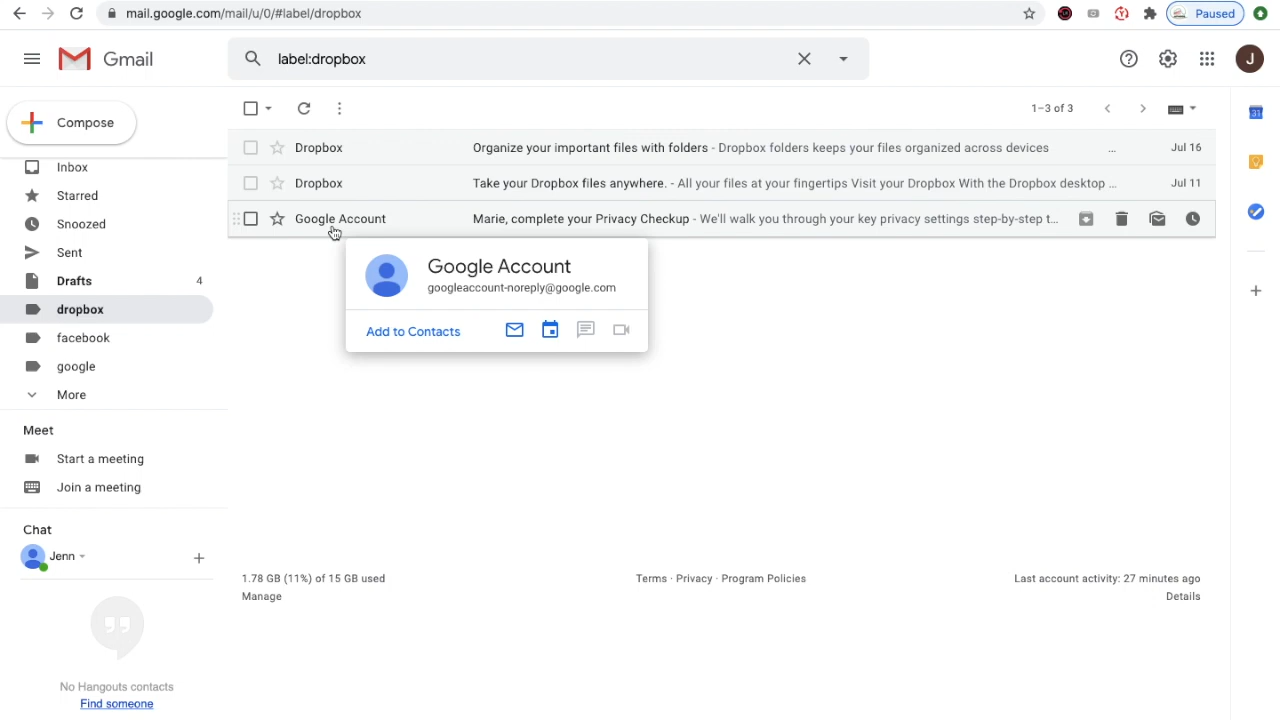 mail.google.com/mail/u/0/#label/dropbox
Paused
Gmail
label:dropbox
J
Compose
1–3 of 3
31
Inbox
Starred
Snoozed
Sent
Drafts 4
dropbox
facebook
google
More
Dropbox Organize your important files with folders - Dropbox folders keeps your files organized across devices ... Jul 16
Dropbox Take your Dropbox files anywhere. - All your files at your fingertips Visit your Dropbox With the Dropbox desktop ... Jul 11
Google Account Marie, complete your Privacy Checkup - We'll walk you through your key privacy settings step-by-step t...
Google Account
googleaccount-noreply@google.com
Add to Contacts
Meet
Start a meeting
Join a meeting
Chat
Jenn
No Hangouts contacts
Find someone
1.78 GB (11%) of 15 GB used
Manage
Terms · Privacy · Program Policies
Last account activity: 27 minutes ago
Details